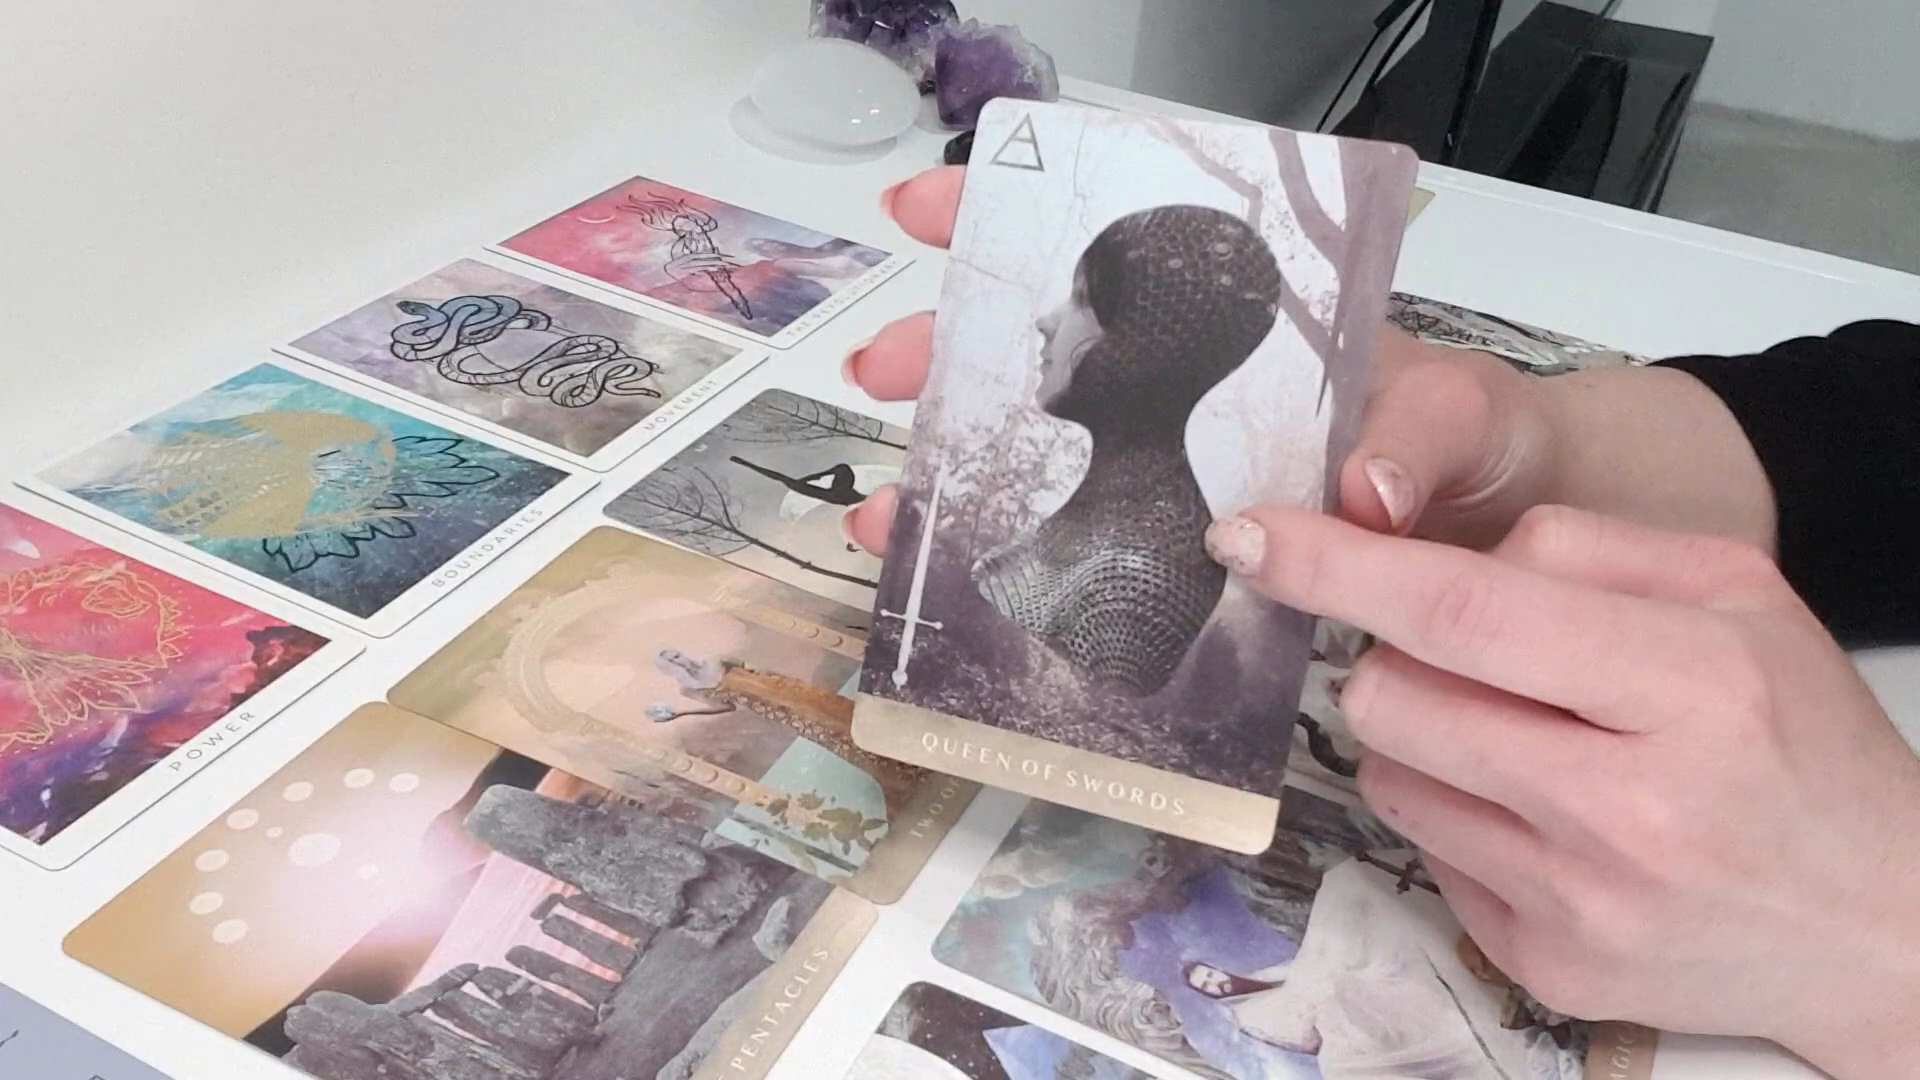 THE REVOLUTIONARY
MOVEMENT
BOUNDARIES
POWER
QUEEN OF SWORDS
TWO OF
PENTACLES